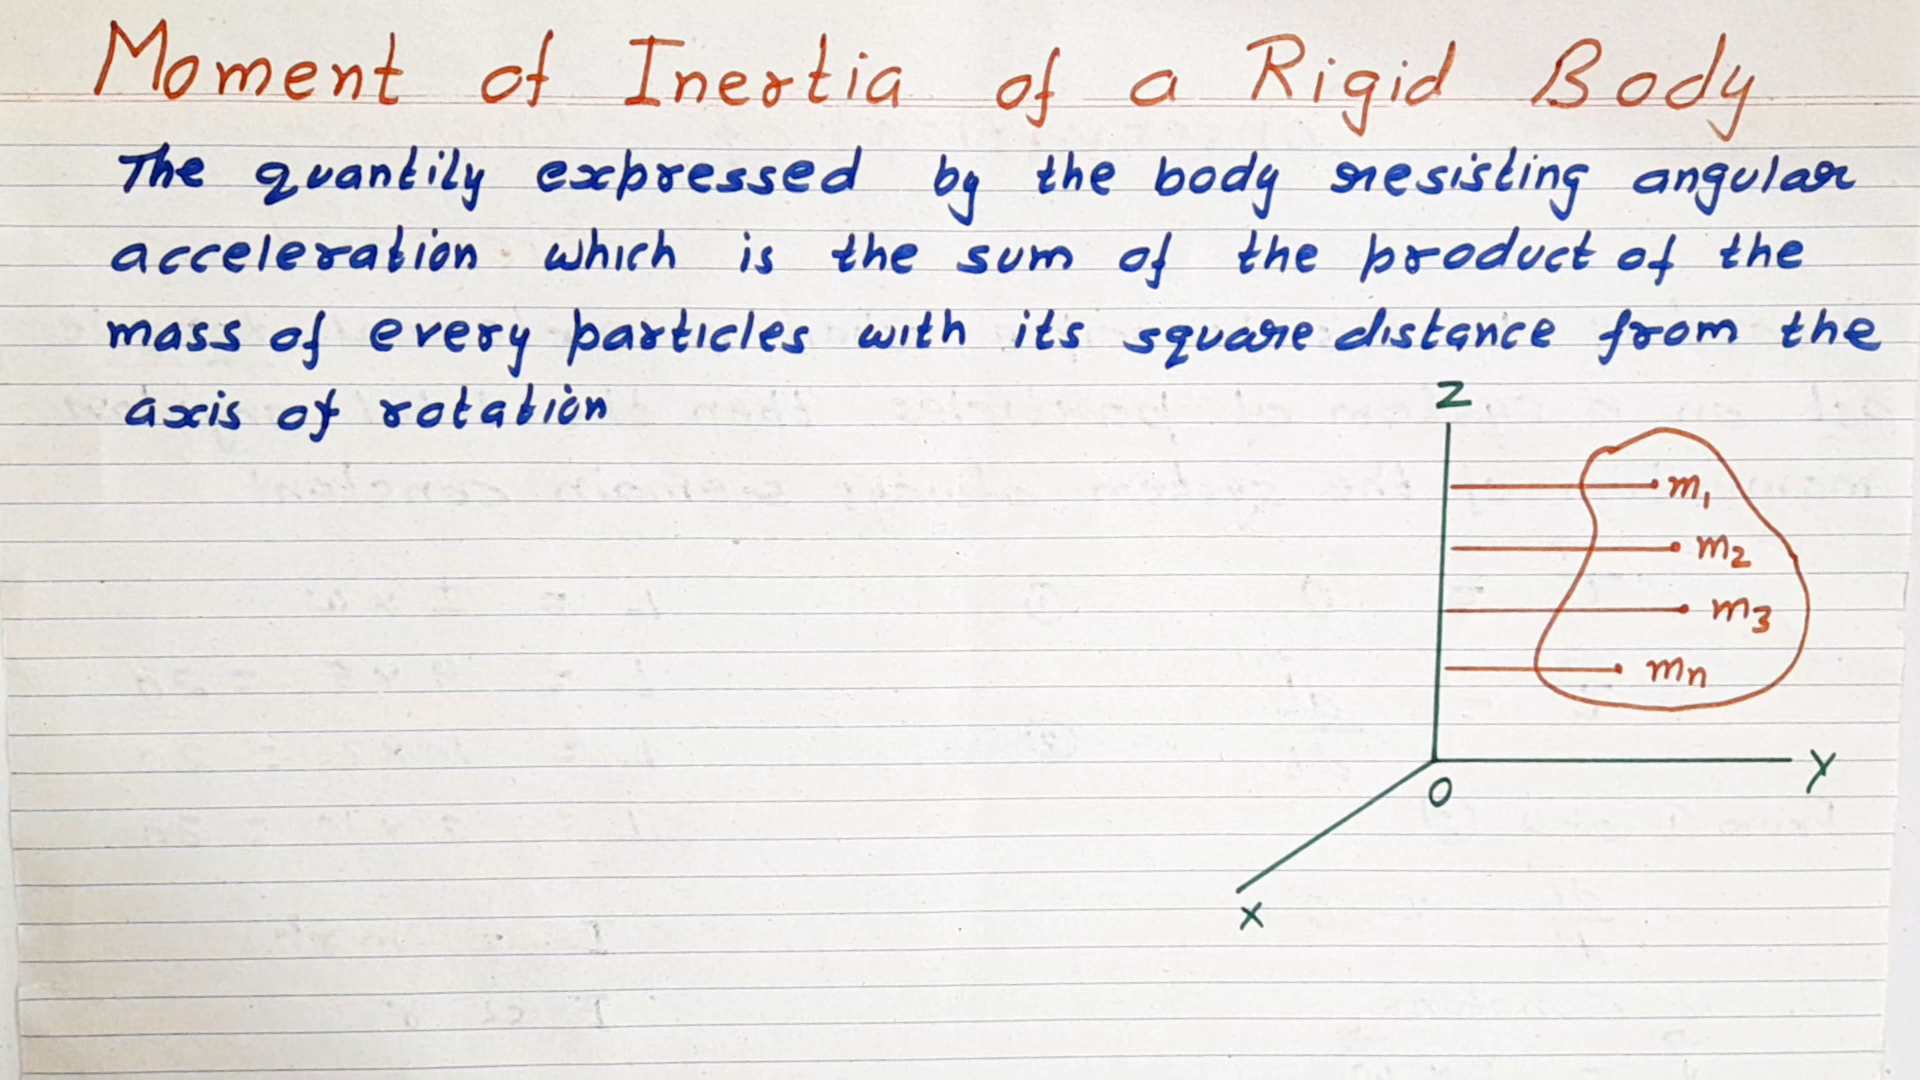 Moment of Inertia of a Rigid Body
The quantily expressed by the body resisting angular
acceleration which is the sum of the product of the
mass of every particles with its square distance from the
axis of rotation
Z
m1
m2
m3
mn
Y
O
X